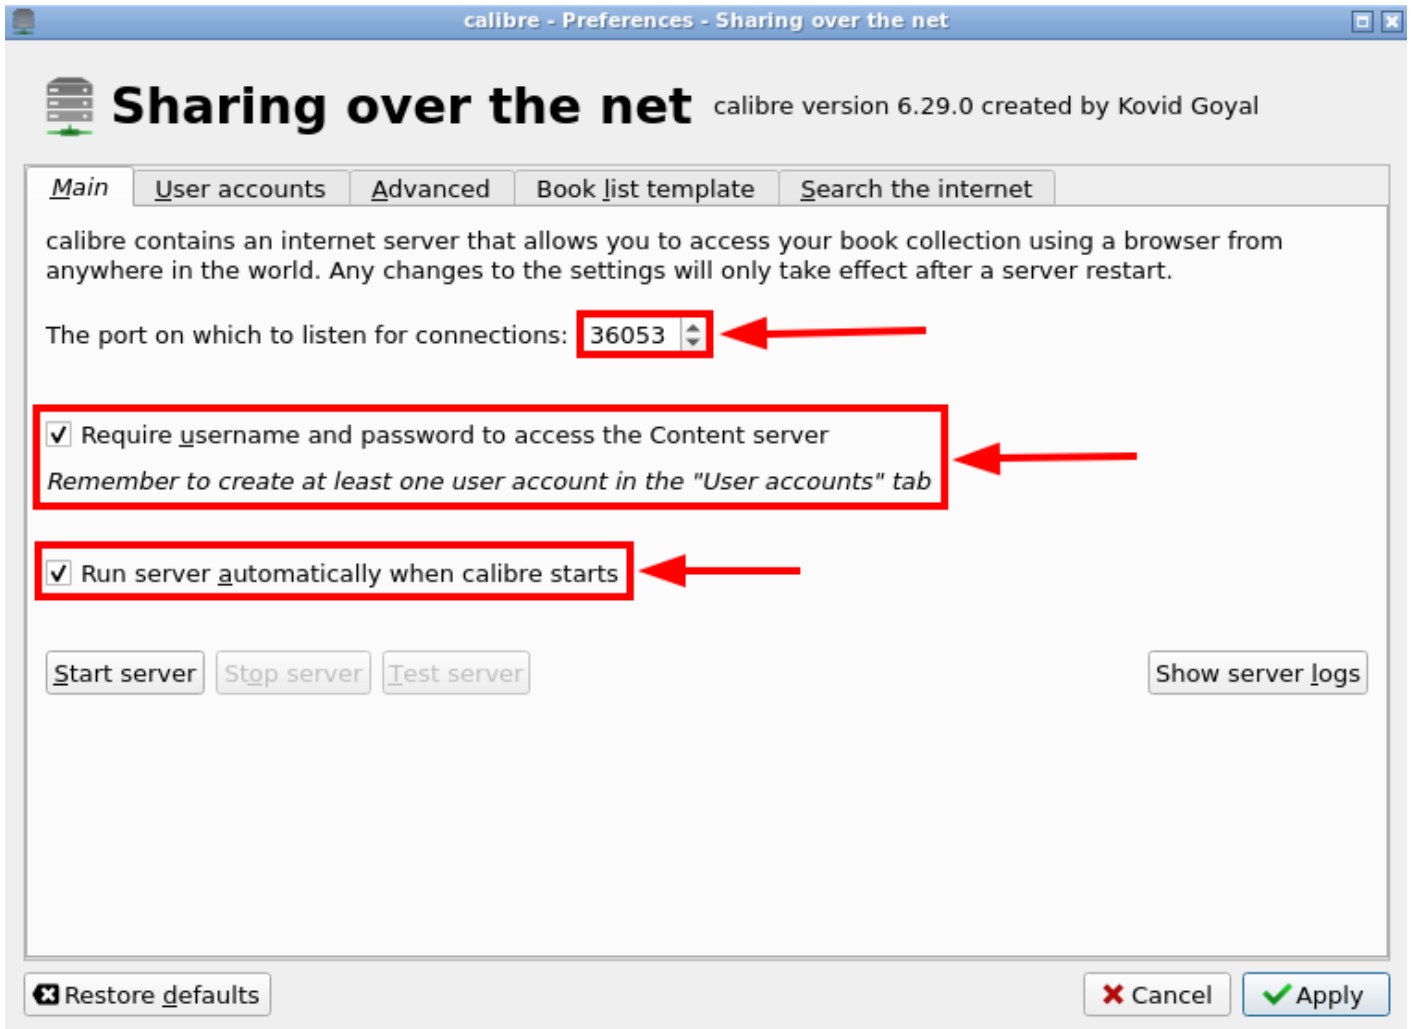 calibre - Preferences - Sharing over the net
Sharing over the net calibre version 6.29.0 created by Kovid Goyal
Main User accounts Advanced Book list template Search the internet
calibre contains an internet server that allows you to access your book collection using a browser from
anywhere in the world. Any changes to the settings will only take effect after a server restart.
The port on which to listen for connections: 36053
Require username and password to access the Content server
Remember to create at least one user account in the "User accounts" tab
Run server automatically when calibre starts
Start server Stop server Test server Show server logs
Restore defaults Cancel Apply